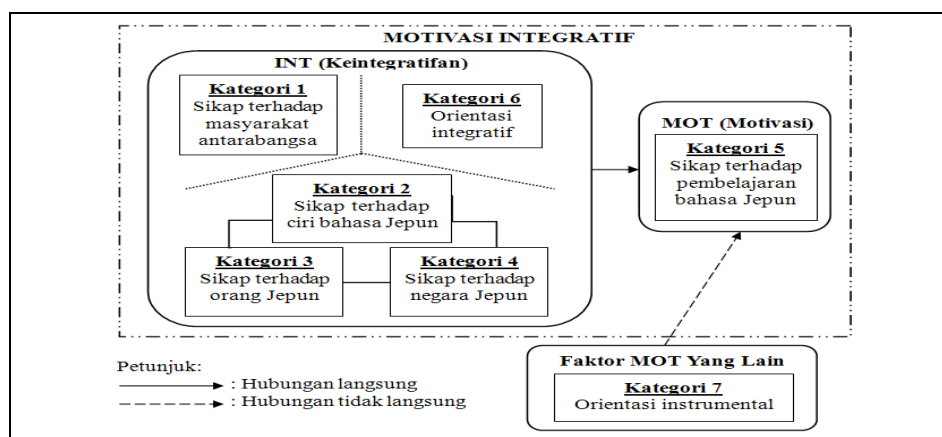 MOTIVASI INTEGRATIF
INT (Keintegratifan)
Kategori 1
Sikap terhadap
masyarakat
antarabangsa
Kategori 6
Orientasi
integratif
Kategori 2
Sikap terhadap
ciri bahasa Jepun
Kategori 3
Sikap terhadap
orang Jepun
Kategori 4
Sikap terhadap
negara Jepun
MOT (Motivasi)
Kategori 5
Sikap terhadap
pembelajaran
bahasa Jepun
Faktor MOT Yang Lain
Kategori 7
Orientasi instrumental
Petunjuk:
: Hubungan langsung
: Hubungan tidak langsung